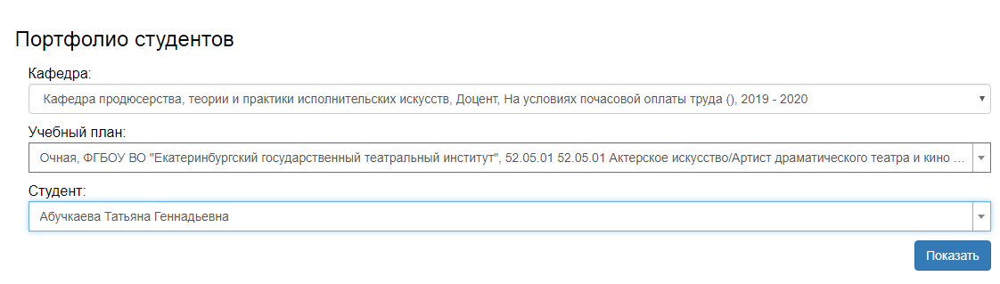 Портфолио студентов
Кафедра:
Кафедра продюсерства, теории и практики исполнительских искусств, Доцент, На условиях почасовой оплаты труда (), 2019 - 2020
Учебный план:
Очная, ФГБОУ ВО "Екатеринбургский государственный театральный институт", 52.05.01 52.05.01 Актерское искусство/Артист драматического театра и кино ...
Студент:
Абучкаева Татьяна Геннадьевна
Показать